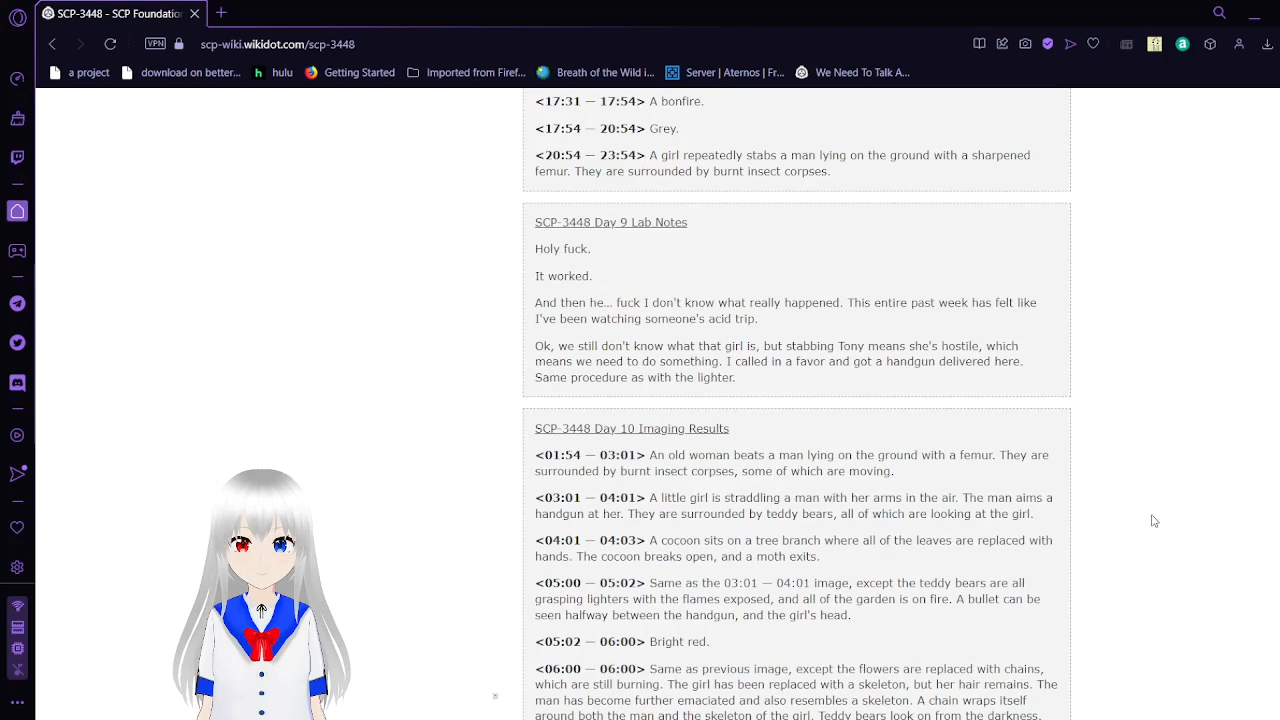 SCP-3448 - SCP Foundation
VPN
scp-wiki.wikidot.com/scp-3448
a project
download on better...
hulu
Getting Started
Imported from Firef...
Breath of the Wild i...
Server | Aternos | Fr...
We Need To Talk A...
<17:31 — 17:54> A bonfire.
<17:54 — 20:54> Grey.
<20:54 — 23:54> A girl repeatedly stabs a man lying on the ground with a sharpened
femur. They are surrounded by burnt insect corpses.
SCP-3448 Day 9 Lab Notes
Holy fuck.
It worked.
And then he... fuck I don't know what really happened. This entire past week has felt like
I've been watching someone's acid trip.
Ok, we still don't know what that girl is, but stabbing Tony means she's hostile, which
means we need to do something. I called in a favor and got a handgun delivered here.
Same procedure as with the lighter.
SCP-3448 Day 10 Imaging Results
<01:54 — 03:01> An old woman beats a man lying on the ground with a femur. They are
surrounded by burnt insect corpses, some of which are moving.
<03:01 — 04:01> A little girl is straddling a man with her arms in the air. The man aims a
handgun at her. They are surrounded by teddy bears, all of which are looking at the girl.
<04:01 — 04:03> A cocoon sits on a tree branch where all of the leaves are replaced with
hands. The cocoon breaks open, and a moth exits.
<05:00 — 05:02> Same as the 03:01 — 04:01 image, except the teddy bears are all
grasping lighters with the flames exposed, and all of the garden is on fire. A bullet can be
seen halfway between the handgun, and the girl's head.
<05:02 — 06:00> Bright red.
<06:00 — 06:00> Same as previous image, except the flowers are replaced with chains,
which are still burning. The girl has been replaced with a skeleton, but her hair remains. The
man has become further emaciated and also resembles a skeleton. A chain wraps itself
around both the man and the skeleton of the girl. Teddy bears look on from the darkness.